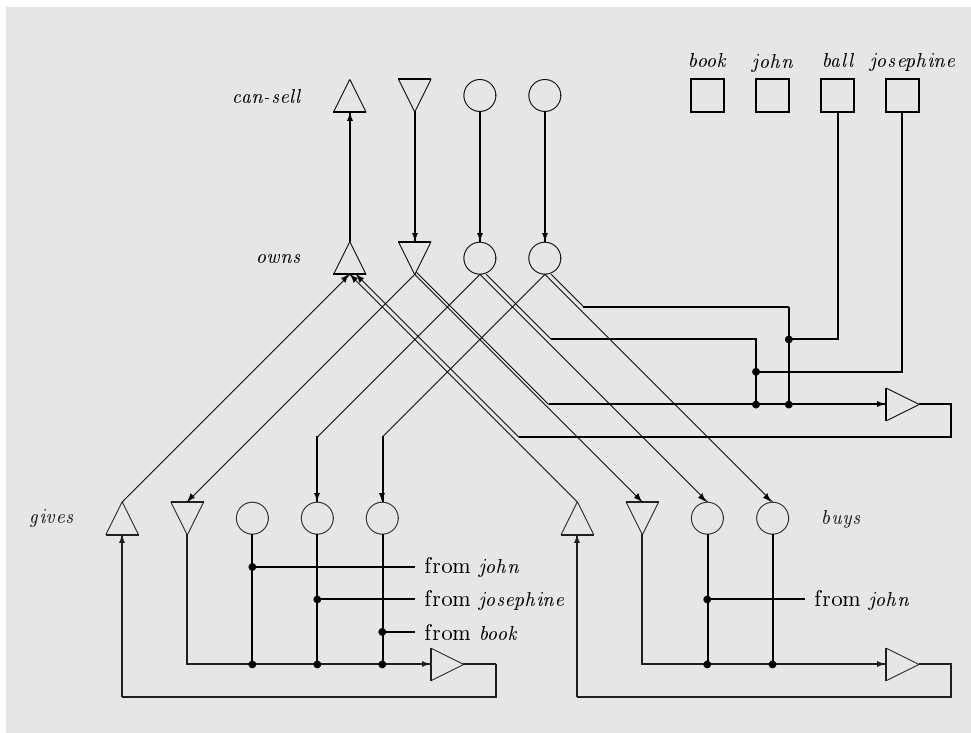 book john ball josephine
can-sell
owns
gives
buys
from john
from josephine
from john
from book